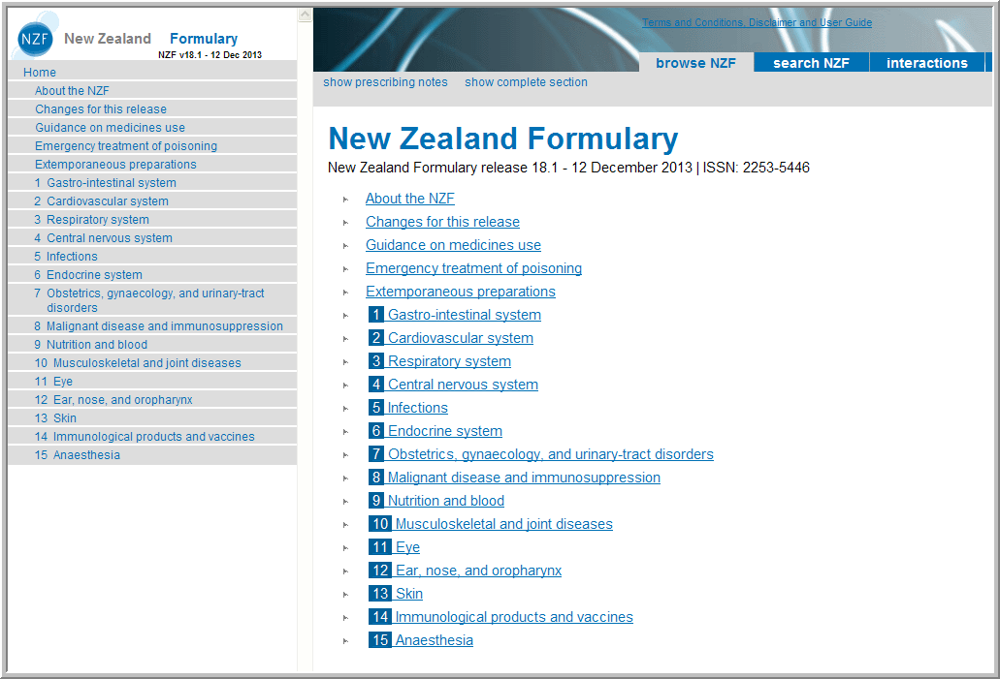 NZF New Zealand Formulary
NZF v18.1 - 12 Dec 2013
Home
About the NZF
Changes for this release
Guidance on medicines use
Emergency treatment of poisoning
Extemporaneous preparations
1 Gastro-intestinal system
2 Cardiovascular system
3 Respiratory system
4 Central nervous system
5 Infections
6 Endocrine system
7 Obstetrics, gynaecology, and urinary-tract
disorders
8 Malignant disease and immunosuppression
9 Nutrition and blood
10 Musculoskeletal and joint diseases
11 Eye
12 Ear, nose, and oropharynx
13 Skin
14 Immunological products and vaccines
15 Anaesthesia
Terms and Conditions, Disclaimer and User Guide
browse NZF search NZF interactions
show prescribing notes show complete section
New Zealand Formulary
New Zealand Formulary release 18.1 - 12 December 2013 | ISSN: 2253-5446
About the NZF
Changes for this release
Guidance on medicines use
Emergency treatment of poisoning
Extemporaneous preparations
1 Gastro-intestinal system
2 Cardiovascular system
3 Respiratory system
4 Central nervous system
5 Infections
6 Endocrine system
7 Obstetrics, gynaecology, and urinary-tract disorders
8 Malignant disease and immunosuppression
9 Nutrition and blood
10 Musculoskeletal and joint diseases
11 Eye
12 Ear, nose, and oropharynx
13 Skin
14 Immunological products and vaccines
15 Anaesthesia